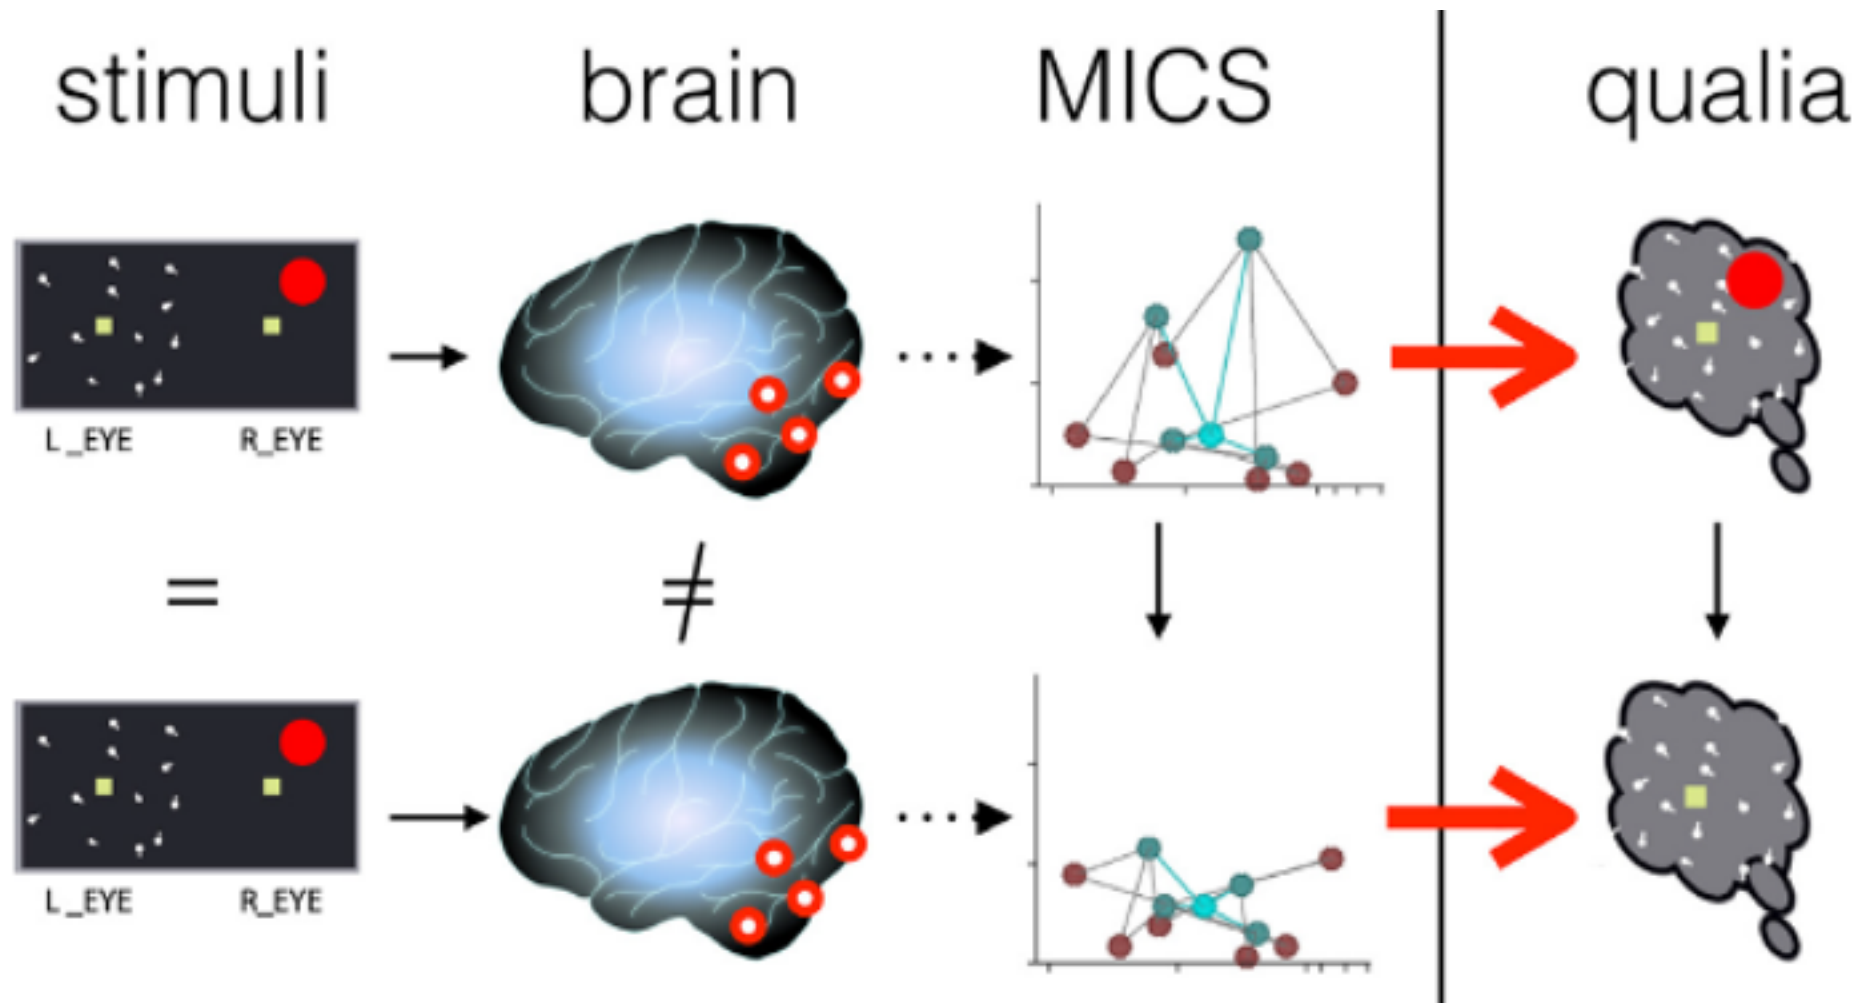 stimuli brain MICS qualia
L_EYE R_EYE
= ≠
L_EYE R_EYE